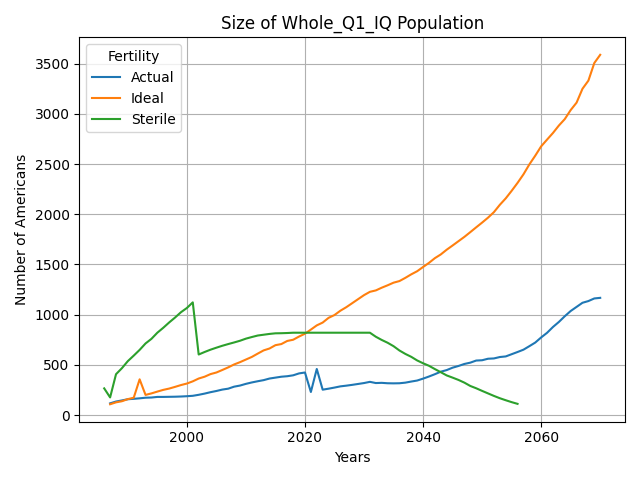 Size of Whole_Q1_IQ Population
Fertility
Actual
Ideal
Sterile
Number of Americans
3500
3000
2500
2000
1500
1000
500
0
2000 2020 2040 2060
Years